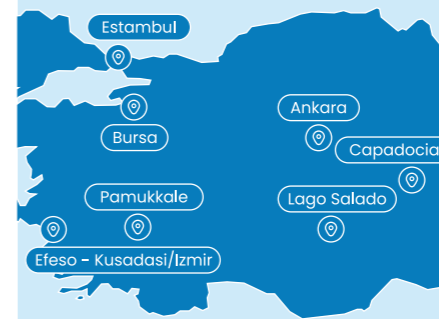 Estambul
Bursa
Ankara
Capadocia
Pamukkale
Lago Salado
Efeso - Kusadasi/Izmir